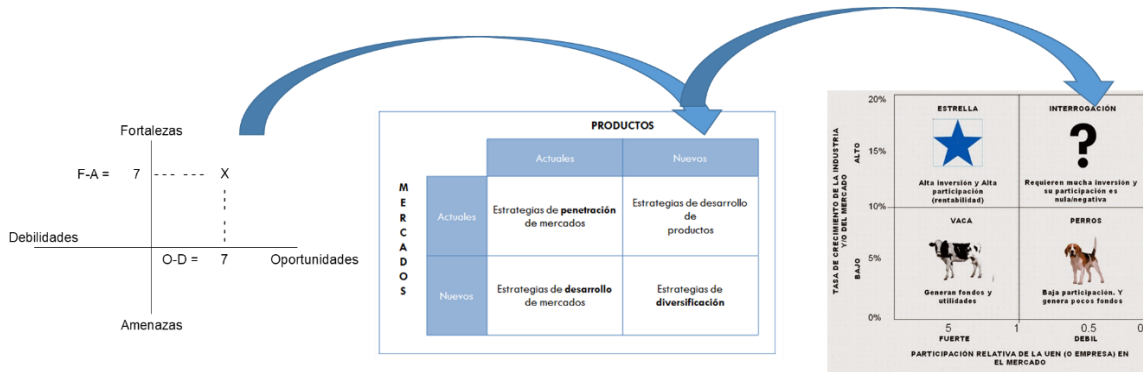 Fortalezas
F-A = 7 - - - - - - X
Debilidades
O-D = 7 Oportunidades
Amenazas
PRODUCTOS
Actuales Nuevos
MERCADOS
Actuales
Estrategias de penetración
de mercados
Estrategias de desarrollo
de
productos
Nuevos
Estrategias de desarrollo
de mercados
Estrategias de
diversificación
TASA DE CRECIMIENTO DE LA INDUSTRIA
Y/O DEL MERCADO
ALTO
BAJO
20%
15%
10%
5%
0%
ESTRELLA
Alta inversión y Alta
participación
(rentabilidad)
INTERROGACIÓN
?
Requieren mucha inversión y
su participación es
nula/negativa
VACA
Generan fondos y
utilidades
PERROS
Baja participación. Y
genera pocos fondos
5 1 0.5 0
FUERTE DEBIL
PARTICIPACIÓN RELATIVA DE LA UEN (O EMPRESA) EN
EL MERCADO